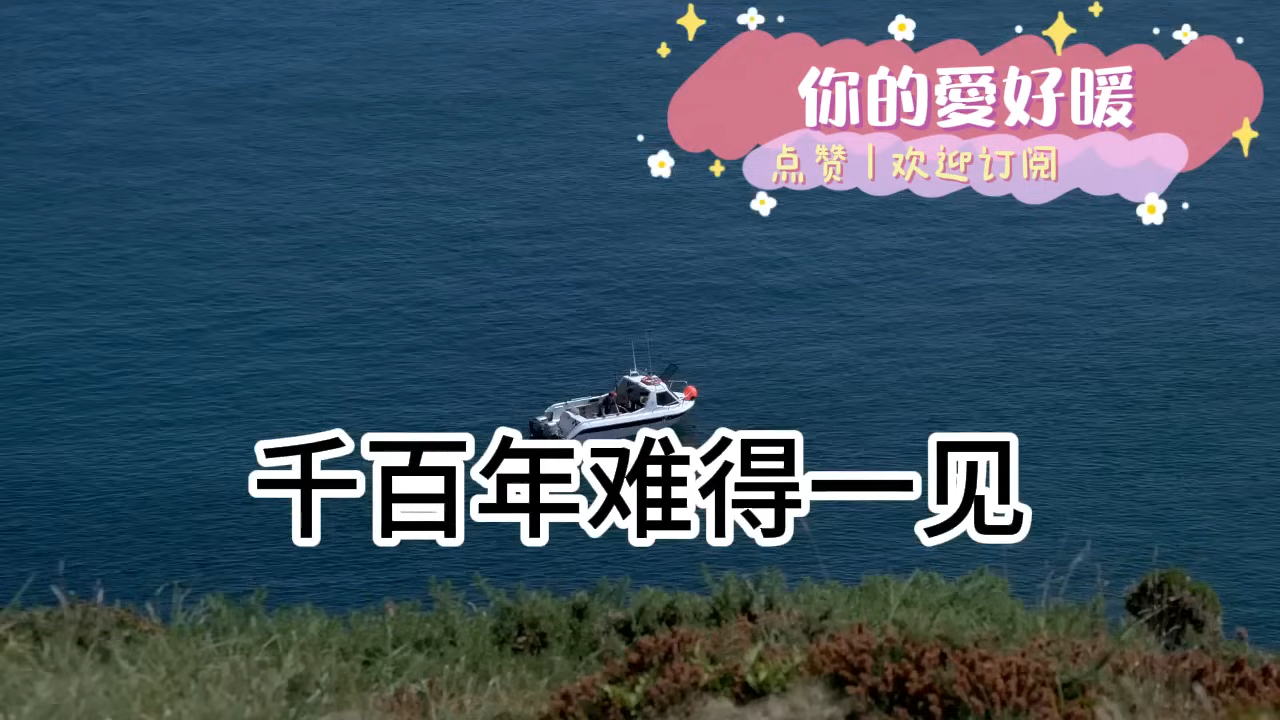 你的愛好暖
点赞 | 欢迎订阅
千百年难得一见